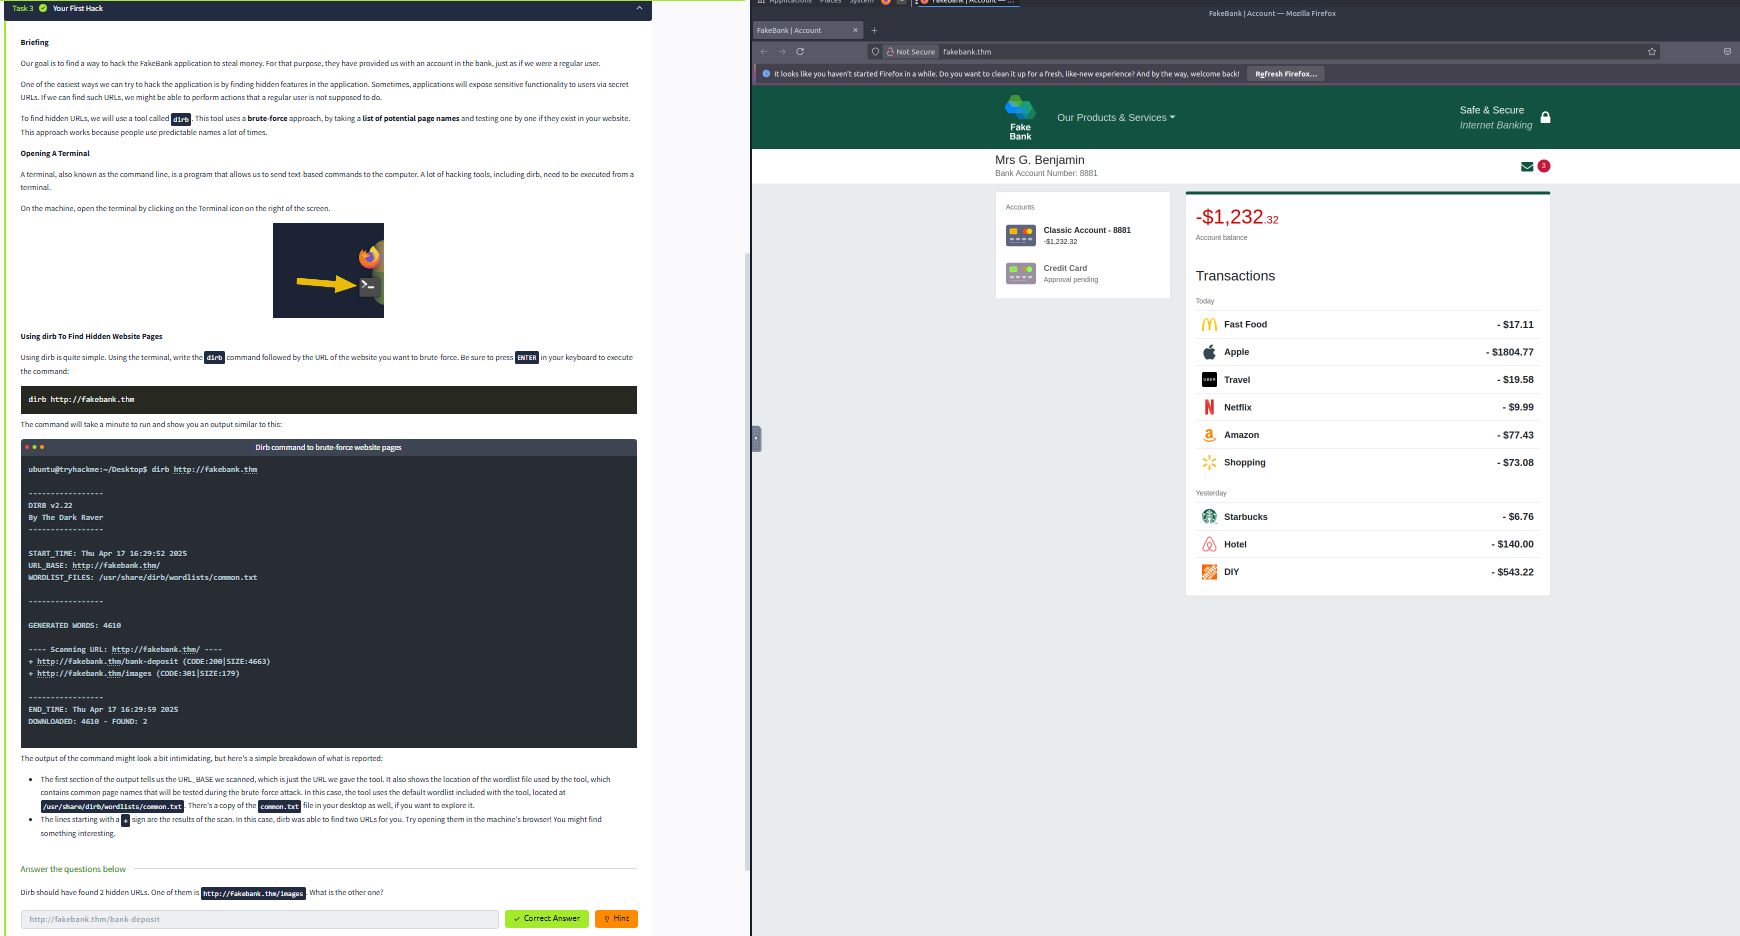 Task 3 Your First Hack
Briefing
Our goal is to find a way to hack the FakeBank application to steal money. For that purpose, they have provided us with an account in the bank, just as if we were a regular user.
One of the easiest ways we can try to hack the application is by finding hidden features in the application. Sometimes, applications will expose sensitive functionality to users via secret
URLs. If we can find such URLs, we might be able to perform actions that a regular user is not supposed to do.
To find hidden URLs, we will use a tool called dirb. This tool uses a brute-force approach, by taking a list of potential page names and testing one by one if they exist in your website.
This approach works because people use predictable names a lot of times.
Opening A Terminal
A terminal, also known as the command line, is a program that allows us to send text-based commands to the computer. A lot of hacking tools, including dirb, need to be executed from a
terminal.
On the machine, open the terminal by clicking on the Terminal icon on the right of the screen.
>_
Using dirb To Find Hidden Website Pages
Using dirb is quite simple. Using the terminal, write the dirb command followed by the URL of the website you want to brute-force. Be sure to press ENTER in your keyboard to execute
the command:
dirb http://fakebank.thm
The command will take a minute to run and show you an output similar to this:
Dirb command to brute-force website pages
ubuntu@tryhackme:~/Desktop$ dirb http://fakebank.thm
-----------------
DIRB v2.22
By The Dark Raver
-----------------
START_TIME: Thu Apr 17 16:29:52 2025
URL_BASE: http://fakebank.thm/
WORDLIST_FILES: /usr/share/dirb/wordlists/common.txt
-----------------
GENERATED WORDS: 4610
---- Scanning URL: http://fakebank.thm/ ----
+ http://fakebank.thm/bank-deposit (CODE:200|SIZE:4663)
+ http://fakebank.thm/images (CODE:301|SIZE:179)
-----------------
END_TIME: Thu Apr 17 16:29:59 2025
DOWNLOADED: 4610 - FOUND: 2
The output of the command might look a bit intimidating, but here's a simple breakdown of what is reported:
• The first section of the output tells us the URL_BASE we scanned, which is just the URL we gave the tool. It also shows the location of the wordlist file used by the tool, which
contains common page names that will be tested during the brute-force attack. In this case, the tool uses the default wordlist included with the tool, located at
/usr/share/dirb/wordlists/common.txt. There's a copy of the common.txt file in your desktop as well, if you want to explore it.
• The lines starting with a + sign are the results of the scan. In this case, dirb was able to find two URLs for you. Try opening them in the machine's browser! You might find
something interesting.
Answer the questions below
Dirb should have found 2 hidden URLs. One of them is http://fakebank.thm/images. What is the other one?
http://fakebank.thm/bank-deposit
Correct Answer
Hint
Applications Places System FakeBank | Account — ...
FakeBank | Account — Mozilla Firefox
FakeBank | Account × +
Not Secure fakebank.thm
It looks like you haven't started Firefox in a while. Do you want to clean it up for a fresh, like-new experience? And by the way, welcome back! Refresh Firefox...
Fake
Bank
Our Products & Services
Safe & Secure
Internet Banking
Mrs G. Benjamin
Bank Account Number: 8881
3
Accounts
Classic Account - 8881
-$1,232.32
Credit Card
Approval pending
-$1,232.32
Account balance
Transactions
Today
Fast Food - $17.11
Apple - $1804.77
UBER Travel - $19.58
Netflix - $9.99
Amazon - $77.43
Shopping - $73.08
Yesterday
Starbucks - $6.76
Hotel - $140.00
DIY - $543.22